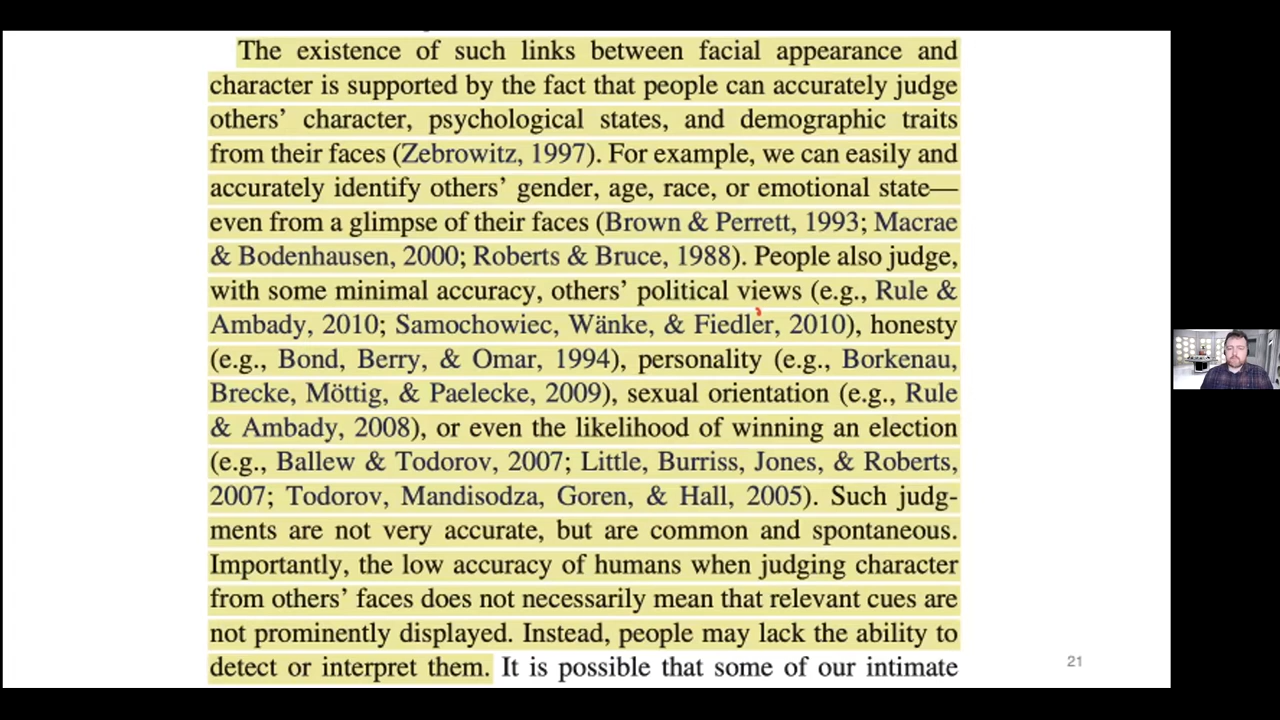 The existence of such links between facial appearance and
character is supported by the fact that people can accurately judge
others' character, psychological states, and demographic traits
from their faces (Zebrowitz, 1997). For example, we can easily and
accurately identify others' gender, age, race, or emotional state—
even from a glimpse of their faces (Brown & Perrett, 1993; Macrae
& Bodenhausen, 2000; Roberts & Bruce, 1988). People also judge,
with some minimal accuracy, others' political views (e.g., Rule &
Ambady, 2010; Samochowiec, Wänke, & Fiedler, 2010), honesty
(e.g., Bond, Berry, & Omar, 1994), personality (e.g., Borkenau,
Brecke, Möttig, & Paelecke, 2009), sexual orientation (e.g., Rule
& Ambady, 2008), or even the likelihood of winning an election
(e.g., Ballew & Todorov, 2007; Little, Burriss, Jones, & Roberts,
2007; Todorov, Mandisodza, Goren, & Hall, 2005). Such judg-
ments are not very accurate, but are common and spontaneous.
Importantly, the low accuracy of humans when judging character
from others' faces does not necessarily mean that relevant cues are
not prominently displayed. Instead, people may lack the ability to
detect or interpret them. It is possible that some of our intimate
21